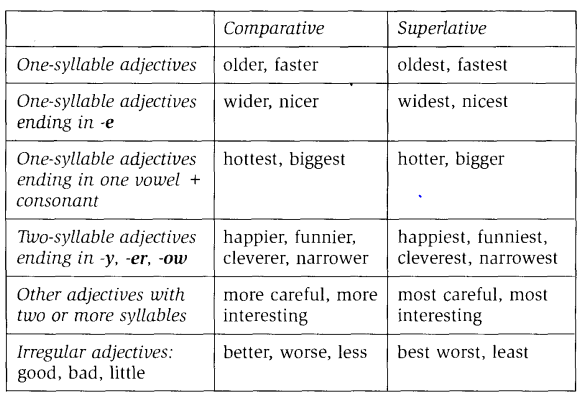 Comparative Superlative
One-syllable adjectives older, faster oldest, fastest
One-syllable adjectives wider, nicer widest, nicest
ending in -e
One-syllable adjectives hottest, biggest hotter, bigger
ending in one vowel +
consonant
Two-syllable adjectives happier, funnier, happiest, funniest,
ending in -y, -er, -ow cleverer, narrower cleverest, narrowest
Other adjectives with more careful, more most careful, most
two or more syllables interesting interesting
Irregular adjectives: better, worse, less best worst, least
good, bad, little